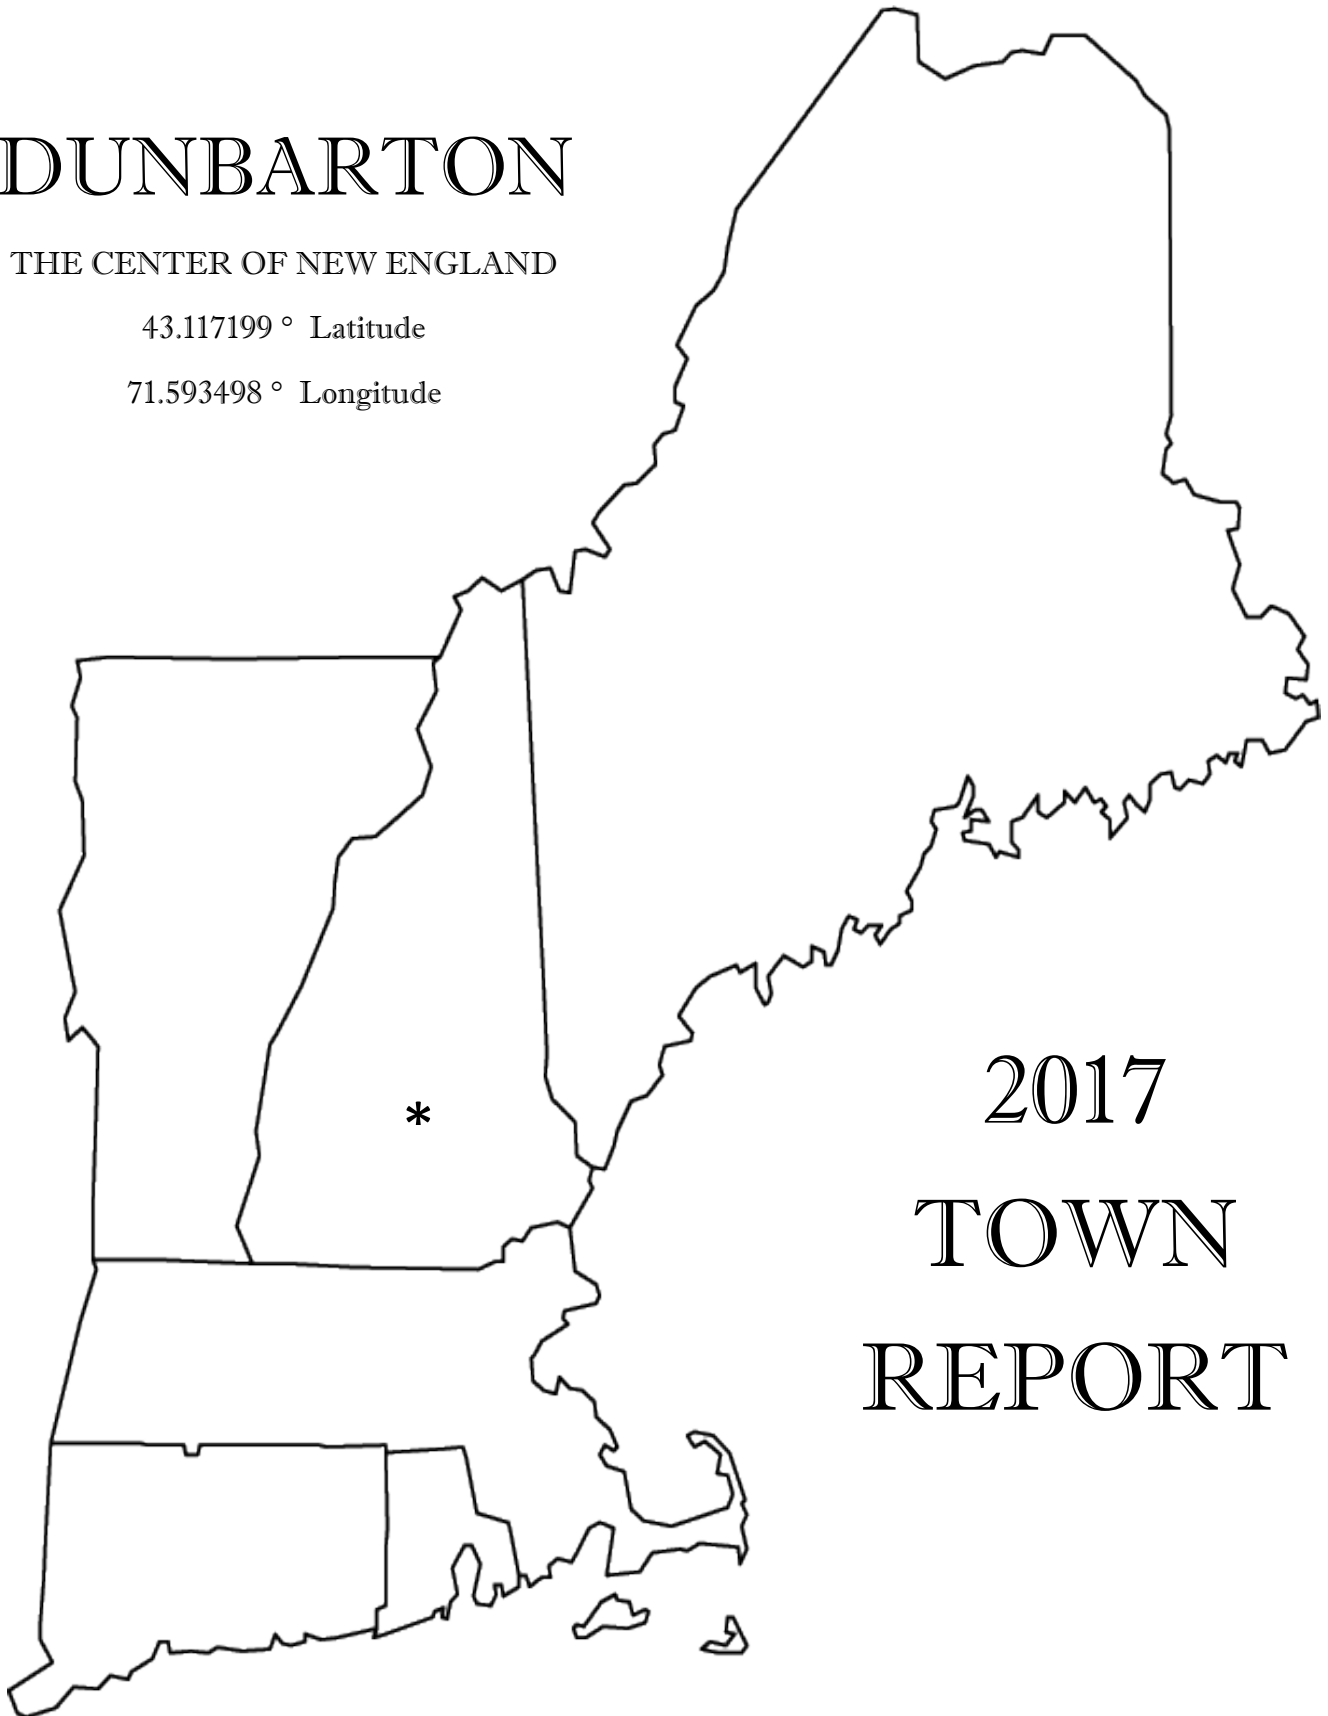 DUNBARTON
THE CENTER OF NEW ENGLAND
43.117199 ° Latitude
71.593498 ° Longitude
*
2017
TOWN
REPORT